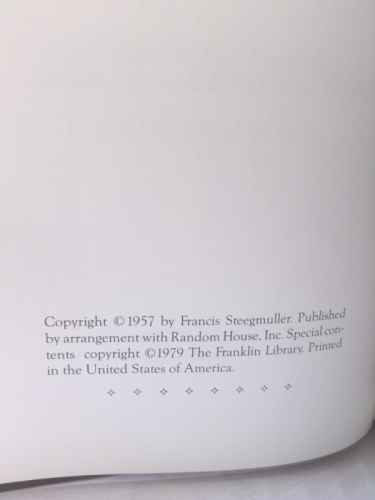 Copyright ©1957 by Francis Steegmuller. Published
by arrangement with Random House, Inc. Special con-
tents copyright ©1979 The Franklin Library. Printed
in the United States of America.